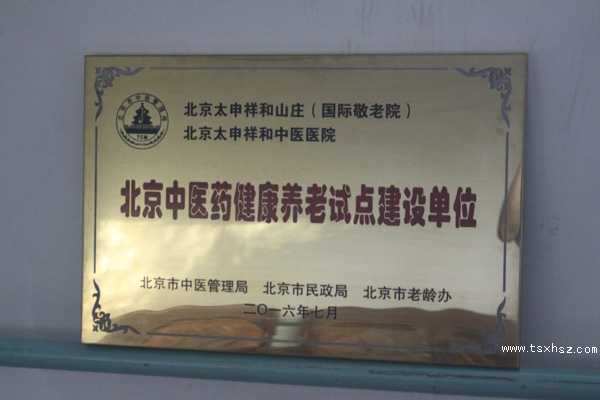 北京太申祥和山庄（国际敬老院）
北京太申祥和中医医院
北京中医药健康养老试点建设单位
北京市中医管理局 北京市民政局 北京市老龄办
二〇一六年七月
www.tsxhsz.com